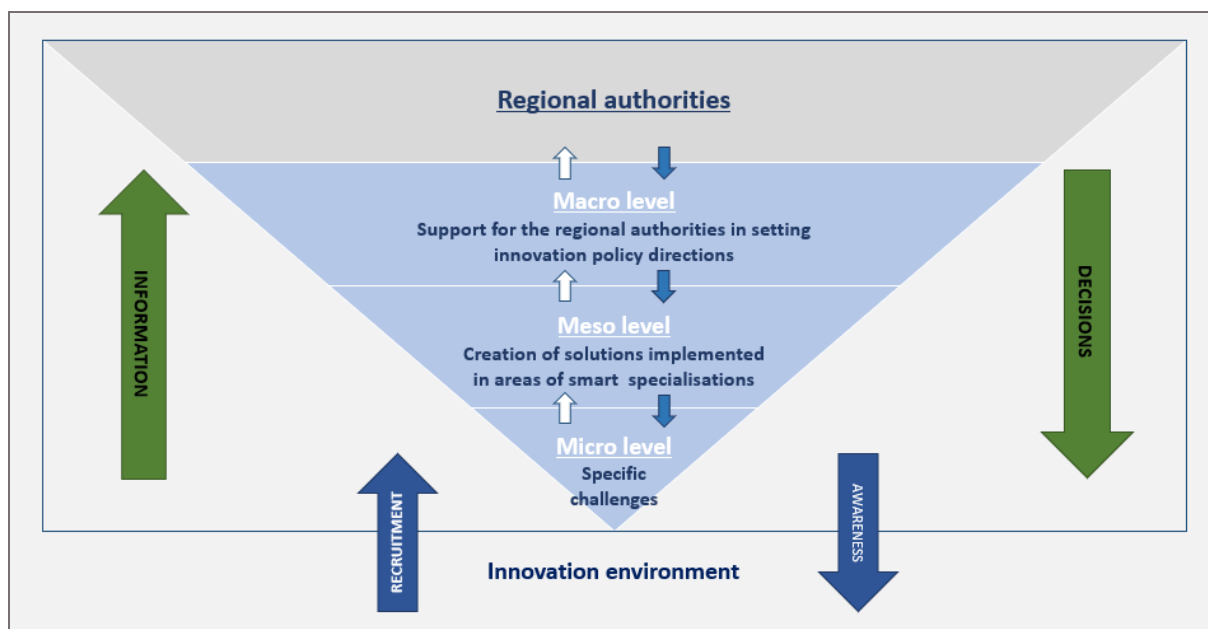 Regional authorities
Macro level
Support for the regional authorities in setting
innovation policy directions
INFORMATION
DECISIONS
Meso level
Creation of solutions implemented
in areas of smart specialisations
Micro level
Specific
challenges
RECRUITMENT
AWARENESS
Innovation environment